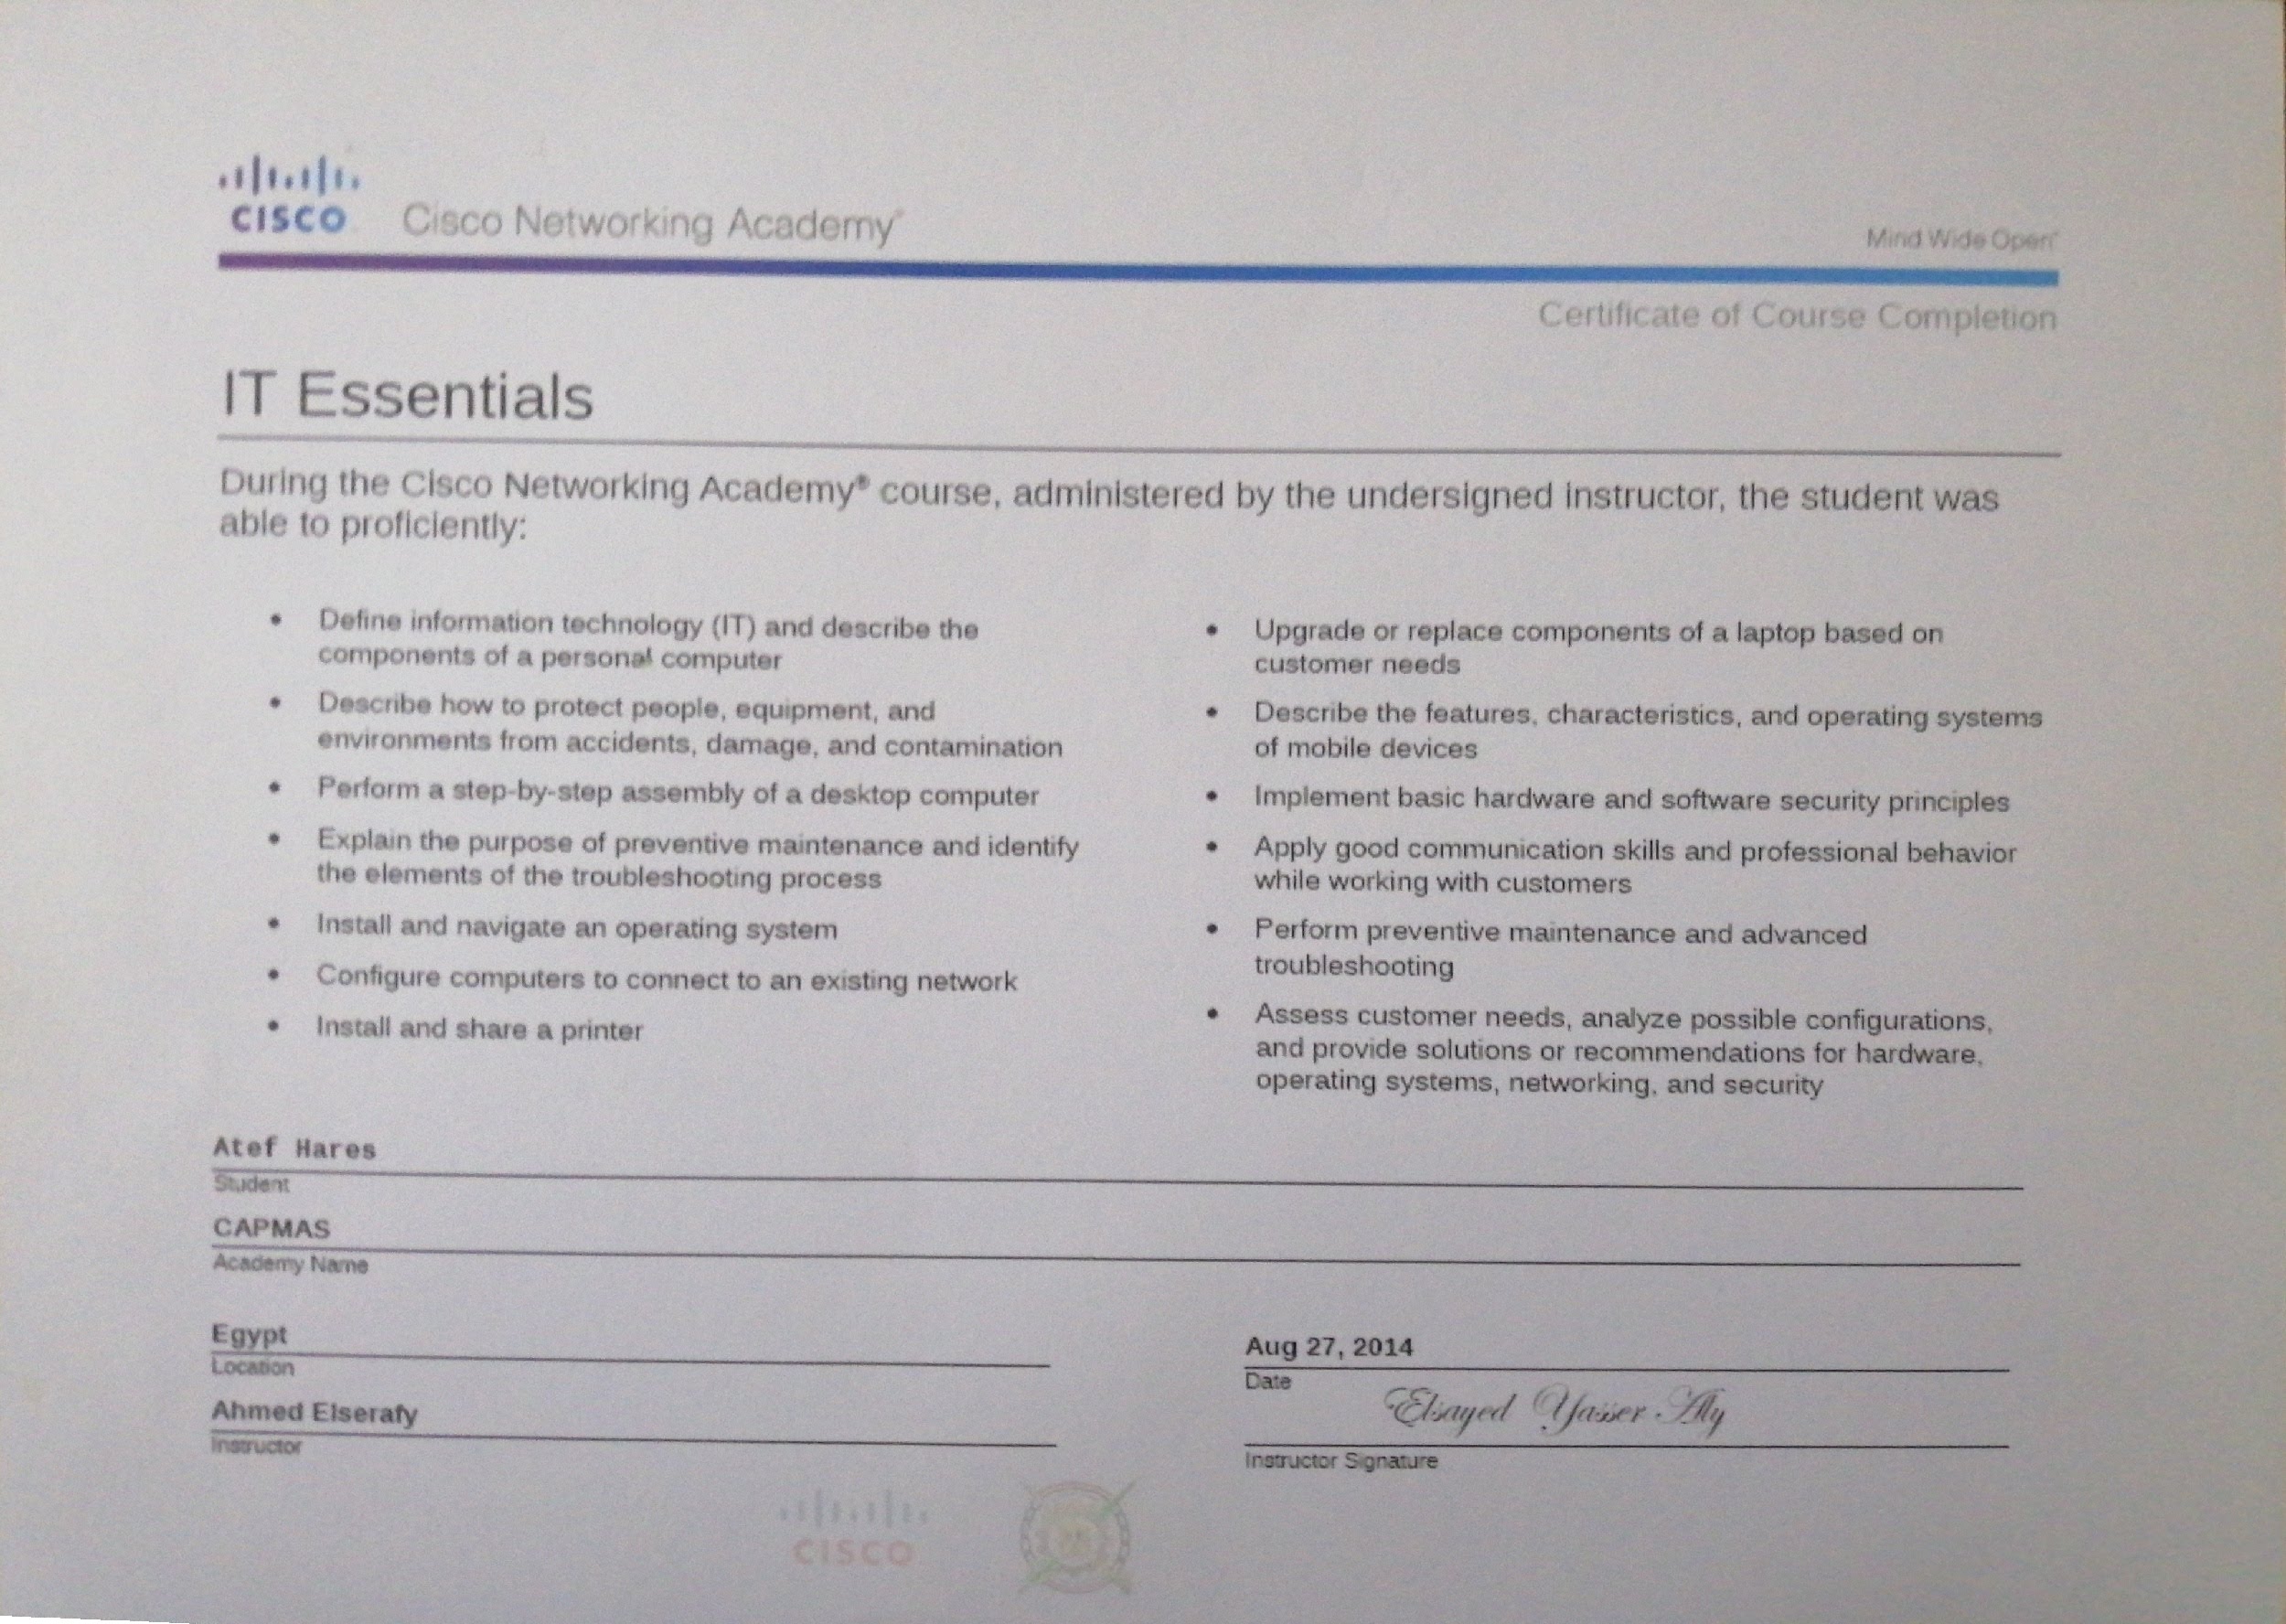 CISCO
Cisco Networking Academy®
Mind Wide Open™
Certificate of Course Completion
IT Essentials
During the Cisco Networking Academy® course, administered by the undersigned instructor, the student was
able to proficiently:
• Define information technology (IT) and describe the
components of a personal computer
• Describe how to protect people, equipment, and
environments from accidents, damage, and contamination
• Perform a step-by-step assembly of a desktop computer
• Explain the purpose of preventive maintenance and identify
the elements of the troubleshooting process
• Install and navigate an operating system
• Configure computers to connect to an existing network
• Install and share a printer
• Upgrade or replace components of a laptop based on
customer needs
• Describe the features, characteristics, and operating systems
of mobile devices
• Implement basic hardware and software security principles
• Apply good communication skills and professional behavior
while working with customers
• Perform preventive maintenance and advanced
troubleshooting
• Assess customer needs, analyze possible configurations,
and provide solutions or recommendations for hardware,
operating systems, networking, and security
Atef Hares
Student
CAPMAS
Academy Name
Egypt
Location
Aug 27, 2014
Date
Ahmed Elserafy
Instructor
Elsayed Yasser Aly
Instructor Signature
CISCO